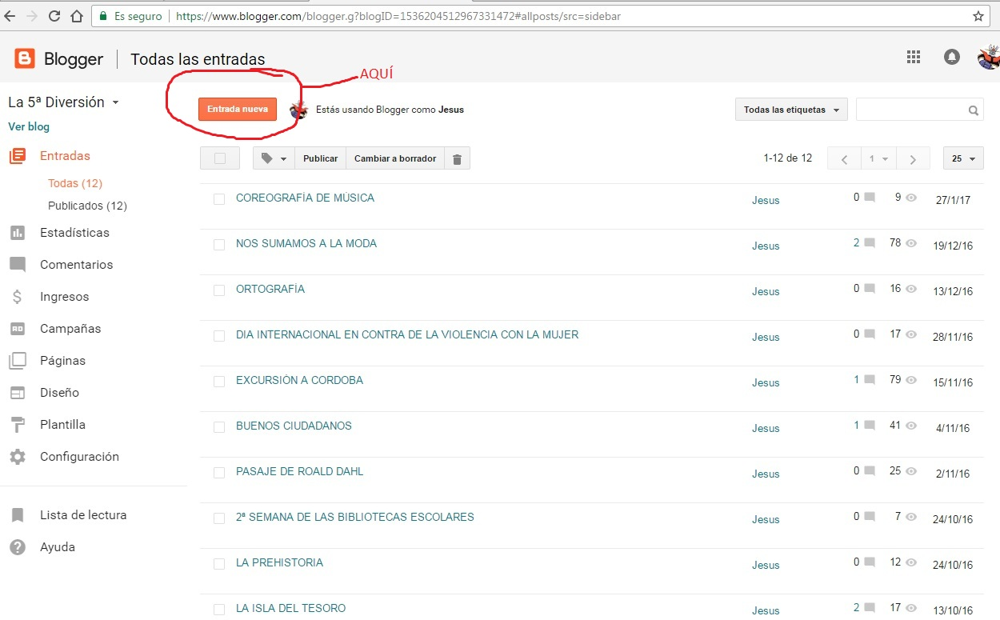 Es seguro https://www.blogger.com/blogger.g?blogID=1536204512967331472#allposts/src=sidebar
Blogger Todas las entradas
AQUÍ
La 5ª Diversión
Entrada nueva Estás usando Blogger como Jesus Todas las etiquetas
Ver blog
Entradas
Publicar Cambiar a borrador 1-12 de 12 1 25
Todas (12)
Publicados (12)
Estadísticas
Comentarios
Ingresos
Campañas
Páginas
Diseño
Plantilla
Configuración
Lista de lectura
Ayuda
COREOGRAFÍA DE MÚSICA Jesus 0 9 27/1/17
NOS SUMAMOS A LA MODA Jesus 2 78 19/12/16
ORTOGRAFÍA Jesus 0 16 13/12/16
DIA INTERNACIONAL EN CONTRA DE LA VIOLENCIA CON LA MUJER Jesus 0 17 28/11/16
EXCURSIÓN A CORDOBA Jesus 1 79 15/11/16
BUENOS CIUDADANOS Jesus 1 41 4/11/16
PASAJE DE ROALD DAHL Jesus 0 25 2/11/16
2ª SEMANA DE LAS BIBLIOTECAS ESCOLARES Jesus 0 7 24/10/16
LA PREHISTORIA Jesus 0 12 24/10/16
LA ISLA DEL TESORO Jesus 2 17 13/10/16